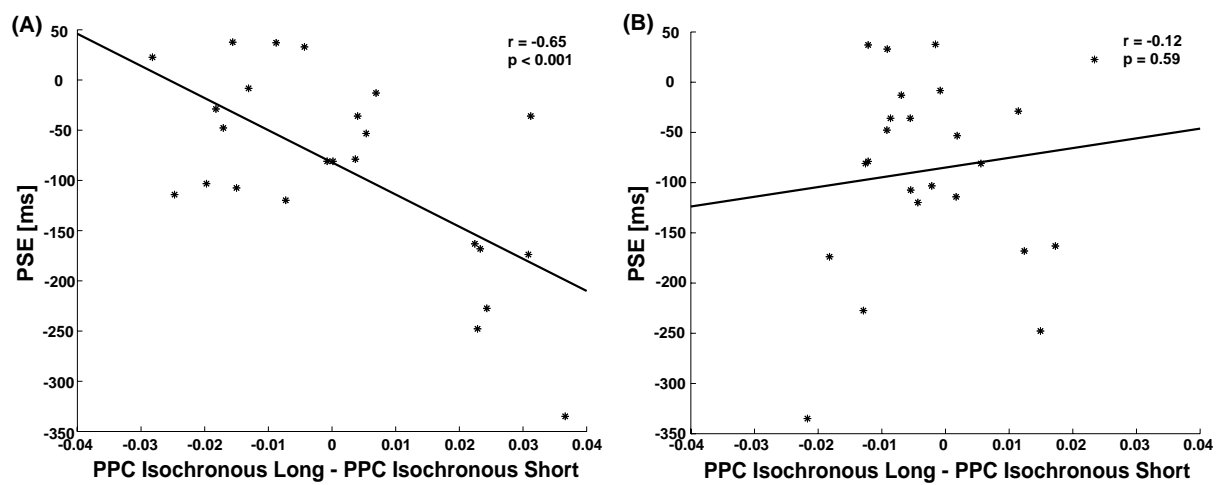 (A)
r = -0.65
p < 0.001
50
0
-50
-100
-150
-200
-250
-300
-350
PSE [ms]
-0.04 -0.03 -0.02 -0.01 0 0.01 0.02 0.03 0.04
PPC Isochronous Long - PPC Isochronous Short
(B)
r = -0.12
p = 0.59
50
0
-50
-100
-150
-200
-250
-300
-350
PSE [ms]
-0.04 -0.03 -0.02 -0.01 0 0.01 0.02 0.03 0.04
PPC Isochronous Long - PPC Isochronous Short